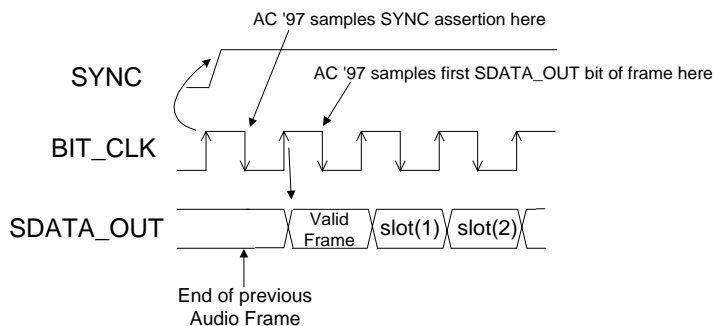 AC '97 samples SYNC assertion here
SYNC
AC '97 samples first SDATA_OUT bit of frame here
BIT_CLK
SDATA_OUT
Valid
Frame
slot(1)
slot(2)
End of previous
Audio Frame